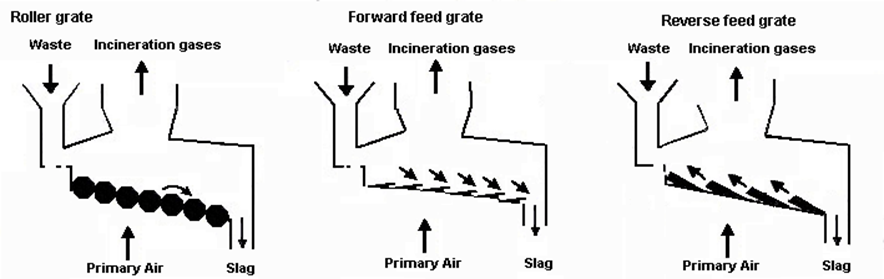 Roller grate
Waste
Incineration gases
Primary Air
Slag
Forward feed grate
Waste
Incineration gases
Primary Air
Slag
Reverse feed grate
Waste
Incineration gases
Primary Air
Slag